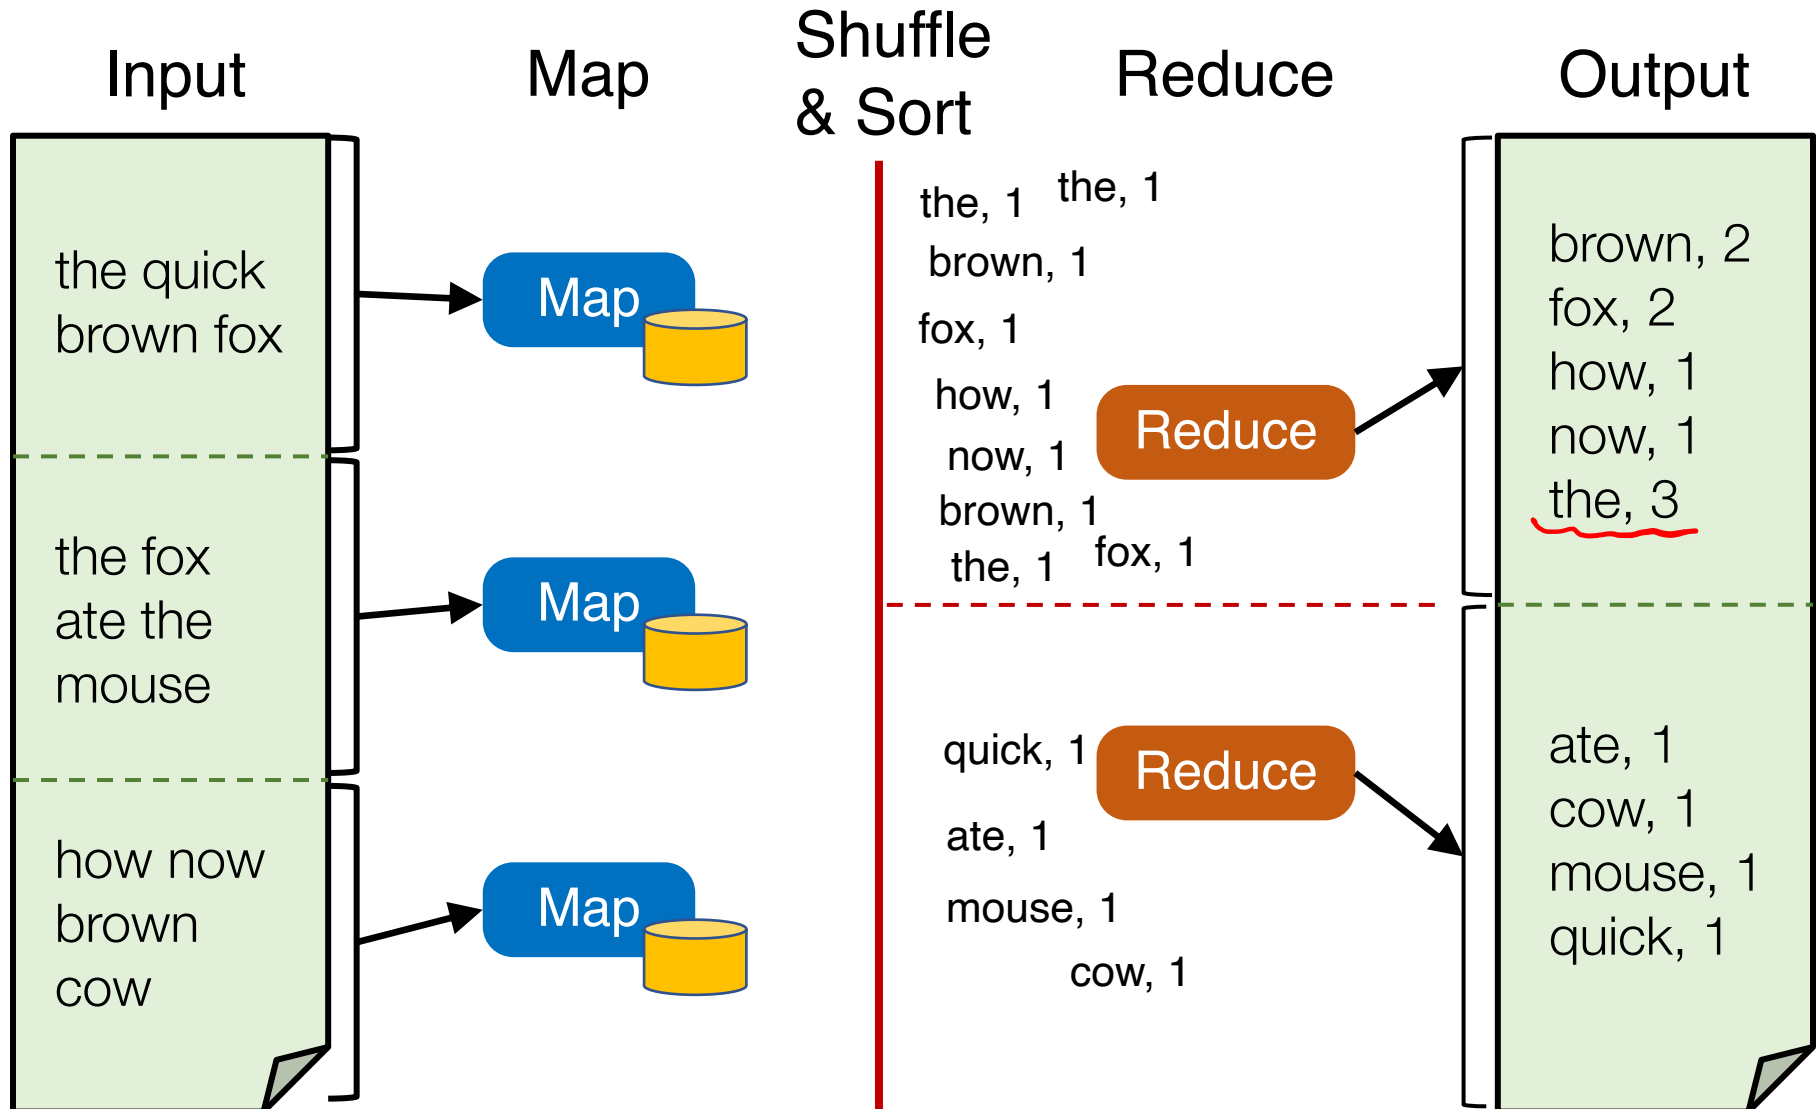 Input
Map
Shuffle
& Sort
Reduce
Output
the quick
brown fox
the fox
ate the
mouse
how now
brown
cow
Map
Map
Map
the, 1
the, 1
brown, 1
fox, 1
how, 1
now, 1
brown, 1
the, 1
fox, 1
Reduce
quick, 1
ate, 1
mouse, 1
cow, 1
Reduce
brown, 2
fox, 2
how, 1
now, 1
the, 3
ate, 1
cow, 1
mouse, 1
quick, 1